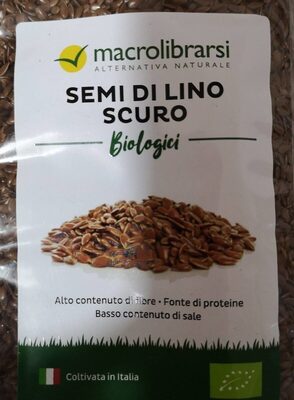 macrolibrarsi
ALTERNATIVA NATURALE
SEMI DI LINO
SCURO
Biologici
Alto contenuto di fibre • Fonte di proteine
Basso contenuto di sale
Coltivata in Italia